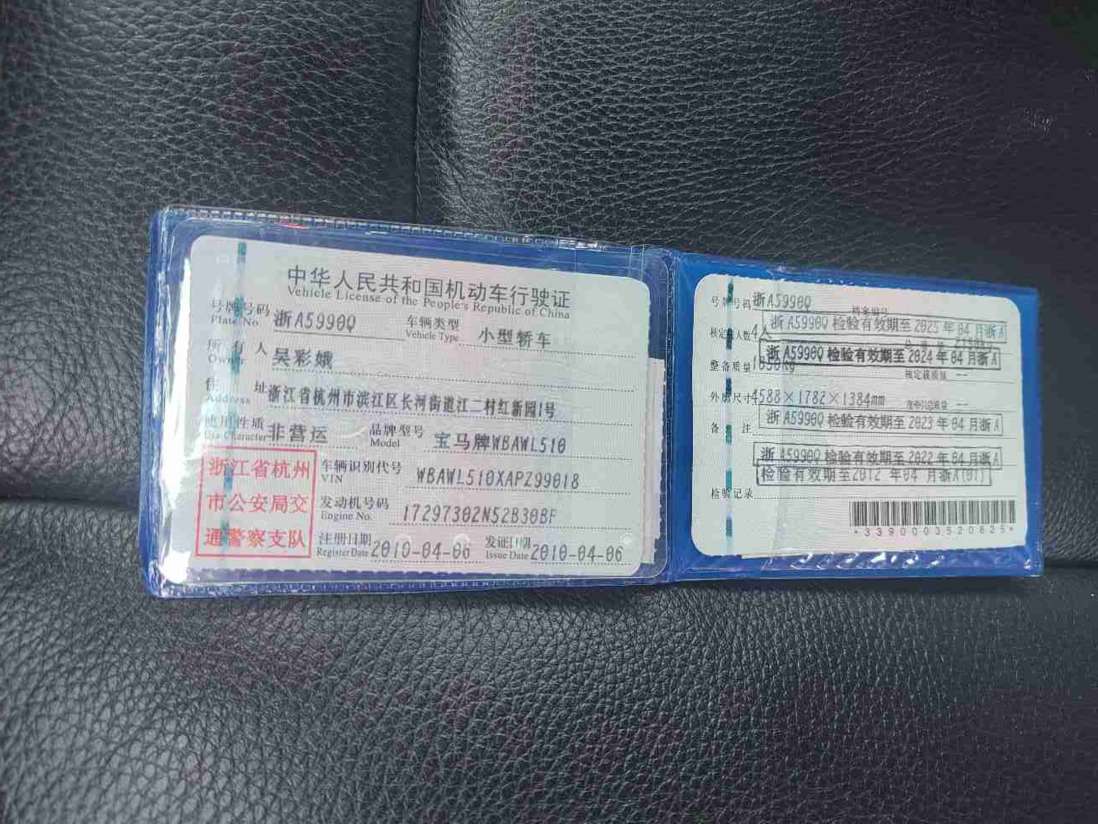 中华人民共和国机动车行驶证
Vehicle License of the People's Republic of China
号牌号码 浙A5990Q 车辆类型 小型轿车
Plate No. Vehicle Type
所有人 吴彩娥
Owner
住址 浙江省杭州市滨江区长河街道江二村红新园1号
Address
使用性质 非营运 品牌型号 宝马牌WBAWL510
Use Character Model
浙江省杭州市公安局交通警察支队
车辆识别代号 WBAWL510XAPZ99018
VIN
发动机号码 17297302N52B30BF
Engine No.
注册日期 2010-04-06 发证日期 2010-04-06
Register Date Issue Date
号牌号码 浙A5990Q 档案编号
浙A5990Q 检验有效期至2025年04月浙A
核定载人数 4人
浙A5990Q 检验有效期至2024年04月浙A
整备质量 核定载质量 --
外廓尺寸 4588×1782×1384mm --
浙A5990Q 检验有效期至2023年04月浙A
备注
浙A5990Q 检验有效期至2022年04月浙A
检验有效期至2012年04月浙A(01)
检验记录
*3390003520825*